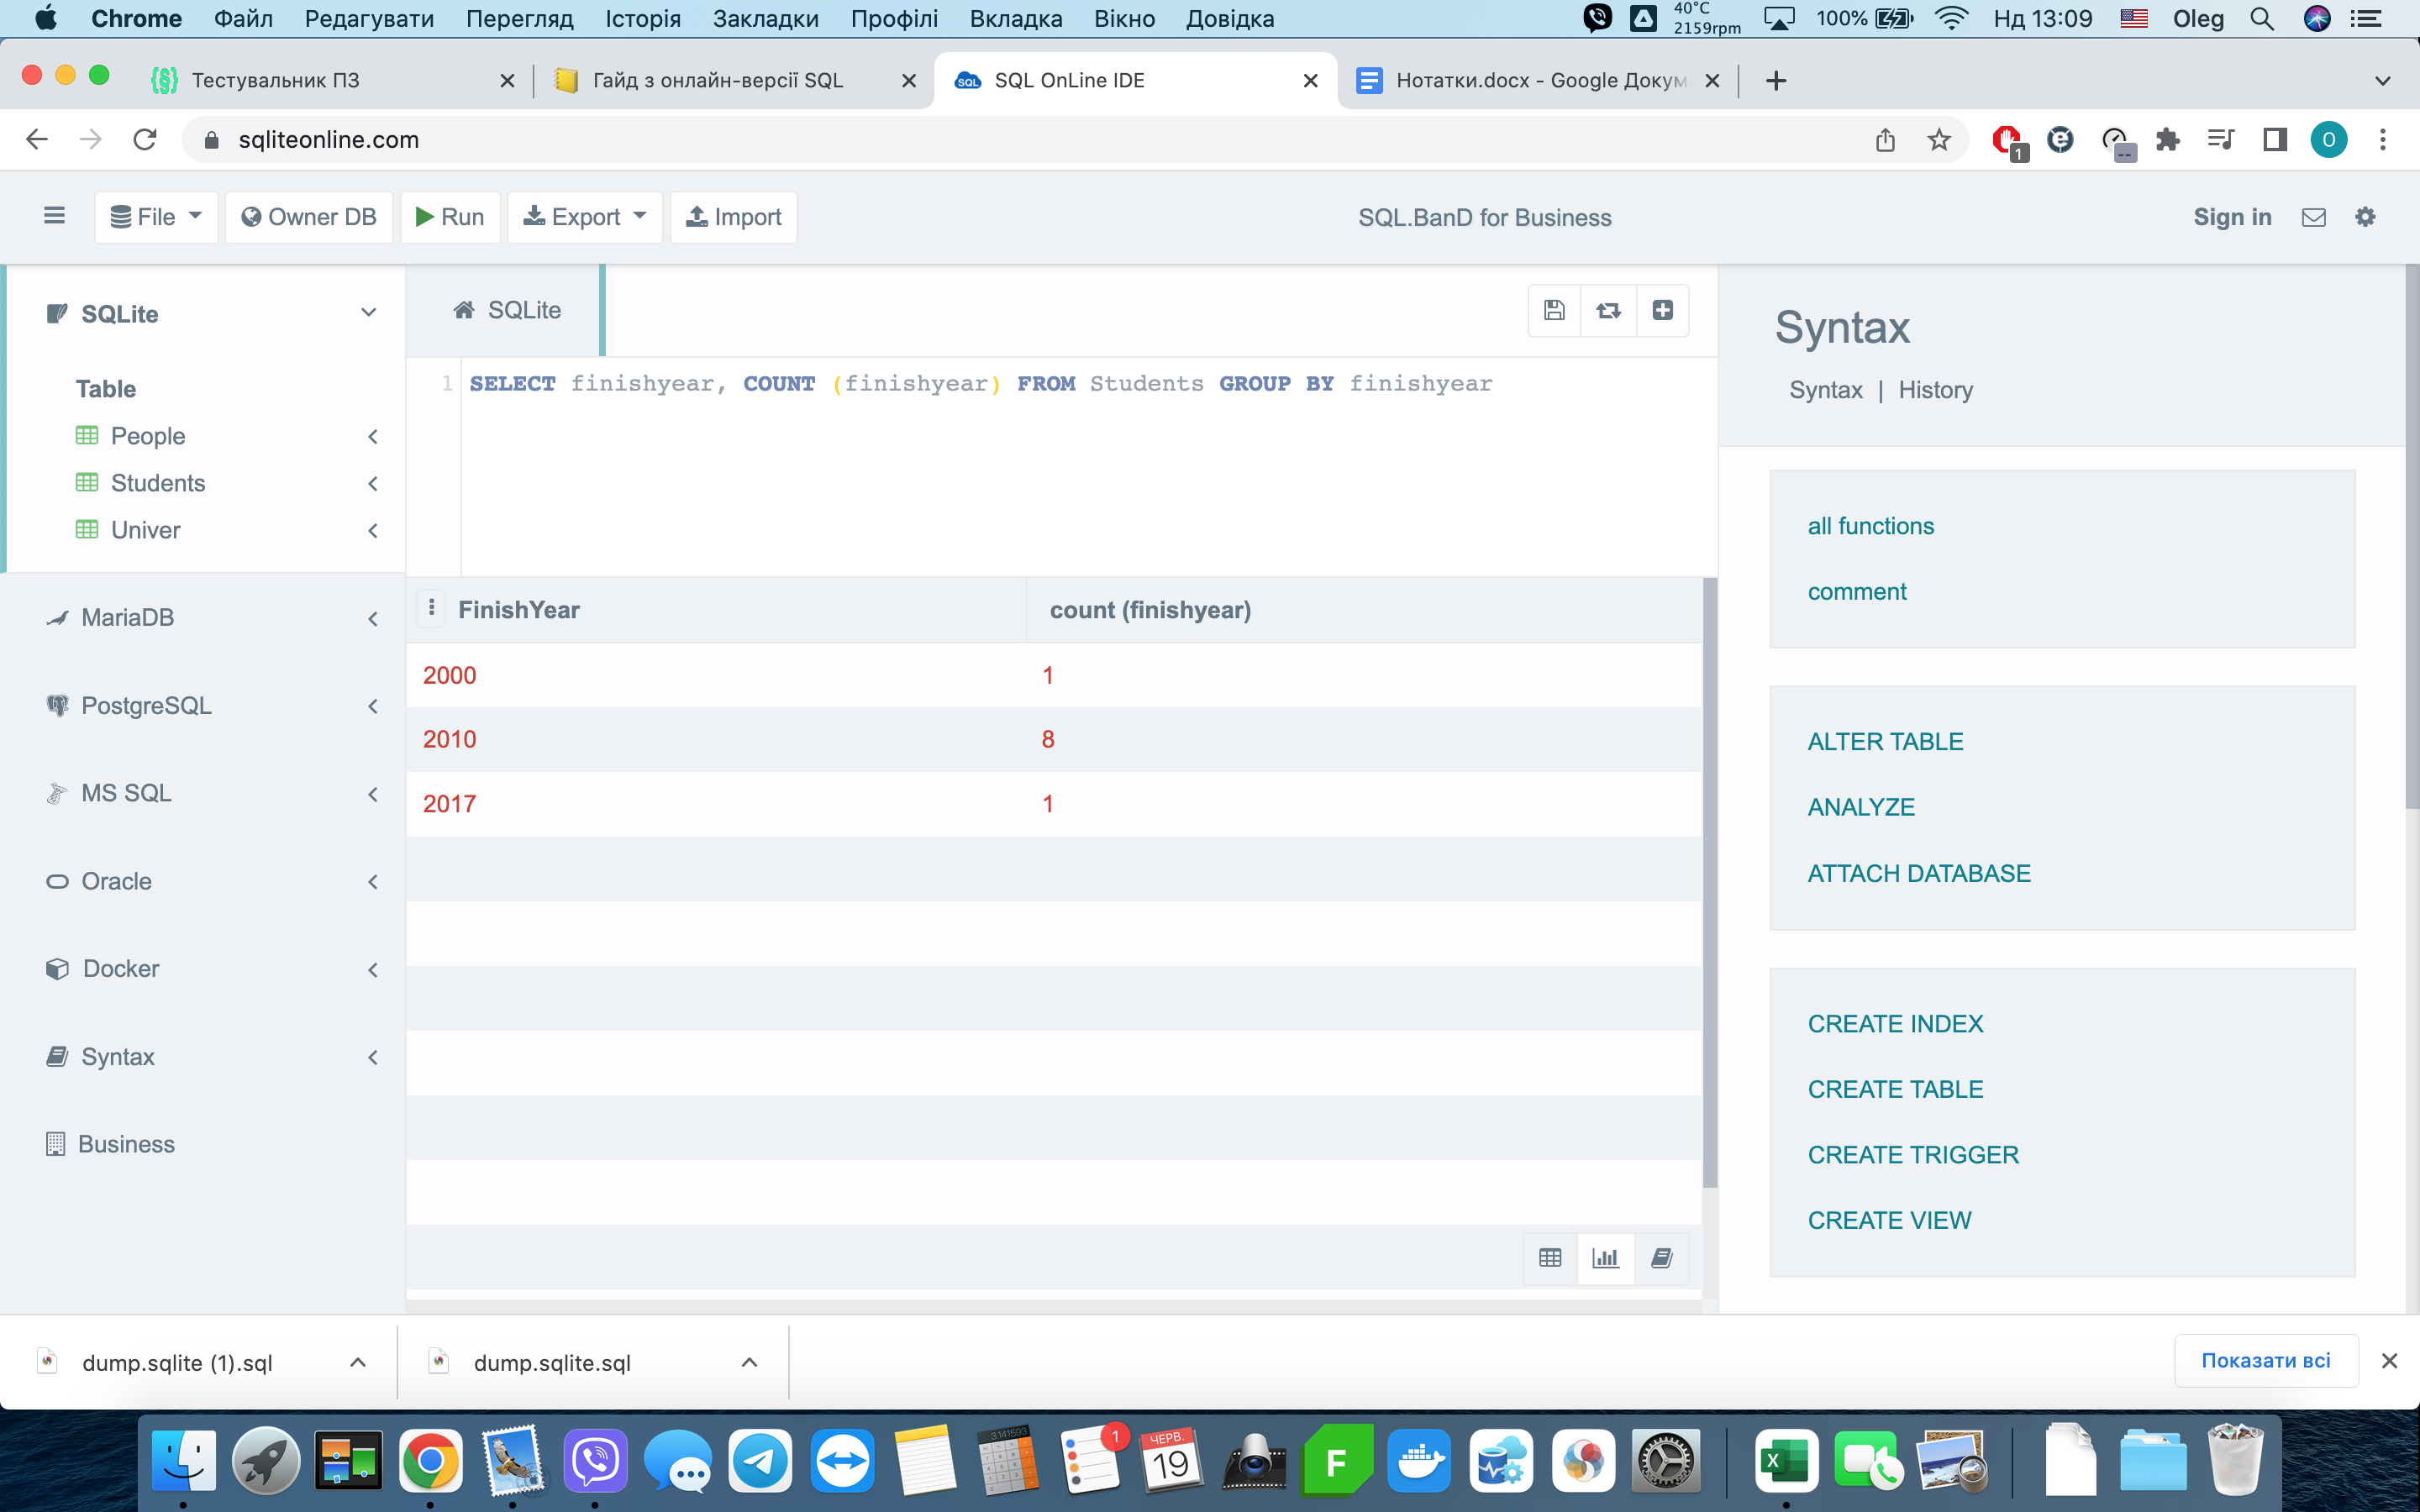 Chrome Файл Редагувати Перегляд Історія Закладки Профілі Вкладка Вікно Довідка 40°C 2159rpm 100% Нд 13:09 Oleg
Тестувальник ПЗ Гайд з онлайн-версії SQL SQL SQL OnLine IDE Нотатки.docx - Google Докум
sqliteonline.com 1 -- O
File Owner DB Run Export Import SQL.BanD for Business Sign in
SQLite
Table
People
Students
Univer
MariaDB
PostgreSQL
MS SQL
Oracle
Docker
Syntax
Business
SQLite
1 SELECT finishyear, COUNT (finishyear) FROM Students GROUP BY finishyear
FinishYear count (finishyear)
2000 1
2010 8
2017 1
Syntax
Syntax | History
all functions
comment
ALTER TABLE
ANALYZE
ATTACH DATABASE
CREATE INDEX
CREATE TABLE
CREATE TRIGGER
CREATE VIEW
dump.sqlite (1).sql dump.sqlite.sql Показати всі
3.141593 1 ЧЕРВ. 19 F X